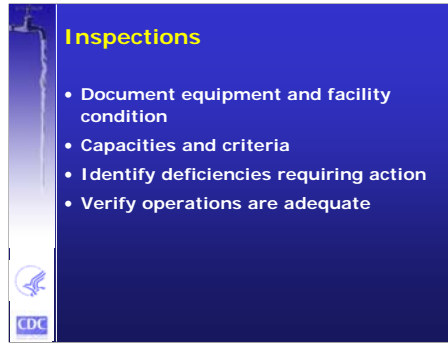 Inspections
• Document equipment and facility
condition
• Capacities and criteria
• Identify deficiencies requiring action
• Verify operations are adequate
CDC